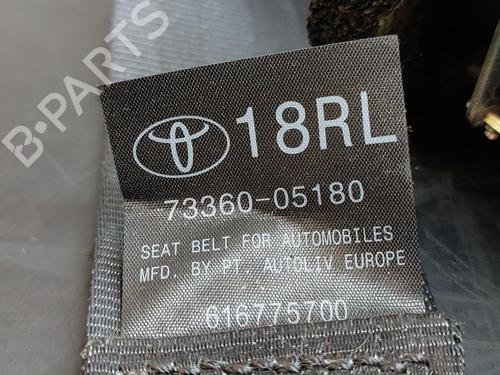 B-PARTS
18RL
73360-05180
SEAT BELT FOR AUTOMOBILES
MFD. BY PT. AUTOLIV EUROPE
616775700